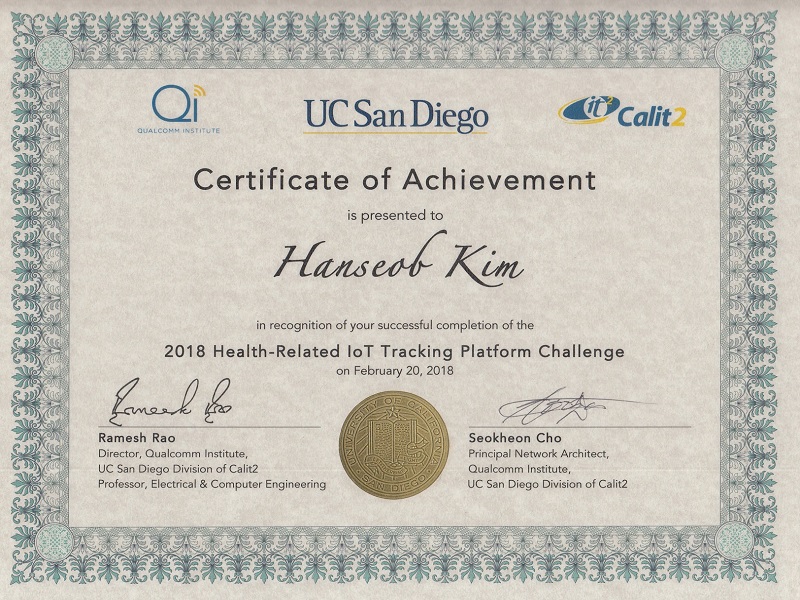 Qi
QUALCOMM INSTITUTE
UC San Diego
it2
Calit2
Certificate of Achievement
is presented to
Hanseob Kim
in recognition of your successful completion of the
2018 Health-Related IoT Tracking Platform Challenge
on February 20, 2018
Ramesh Rao
Ramesh Rao
Director, Qualcomm Institute,
UC San Diego Division of Calit2
Professor, Electrical & Computer Engineering
UNIVERSITY OF CALIFORNIA
SAN DIEGO
Seokheon Cho
Principal Network Architect,
Qualcomm Institute,
UC San Diego Division of Calit2